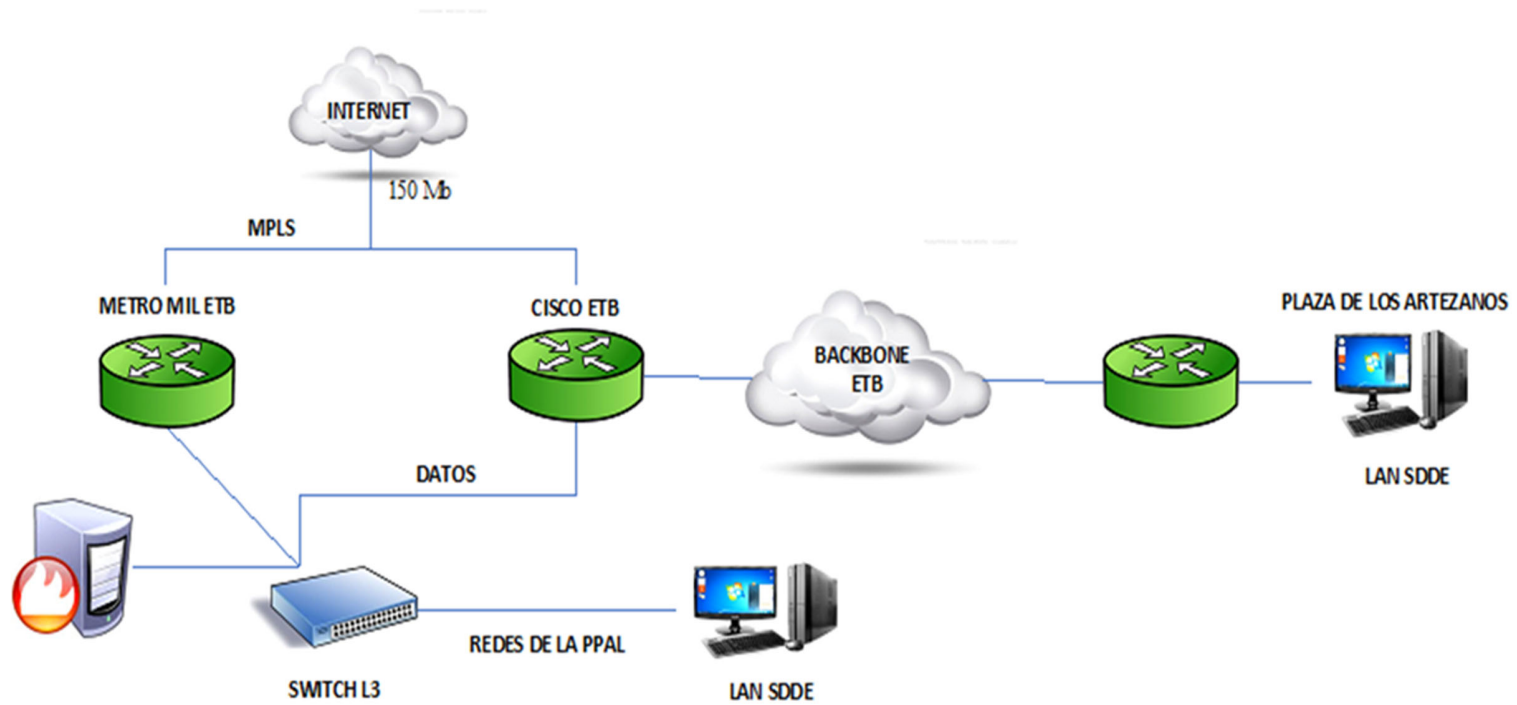 INTERNET
150 Mb
MPLS
METRO MIL ETB
CISCO ETB
BACKBONE
ETB
PLAZA DE LOS ARTEZANOS
LAN SDDE
DATOS
REDES DE LA PPAL
SWITCH L3
LAN SDDE